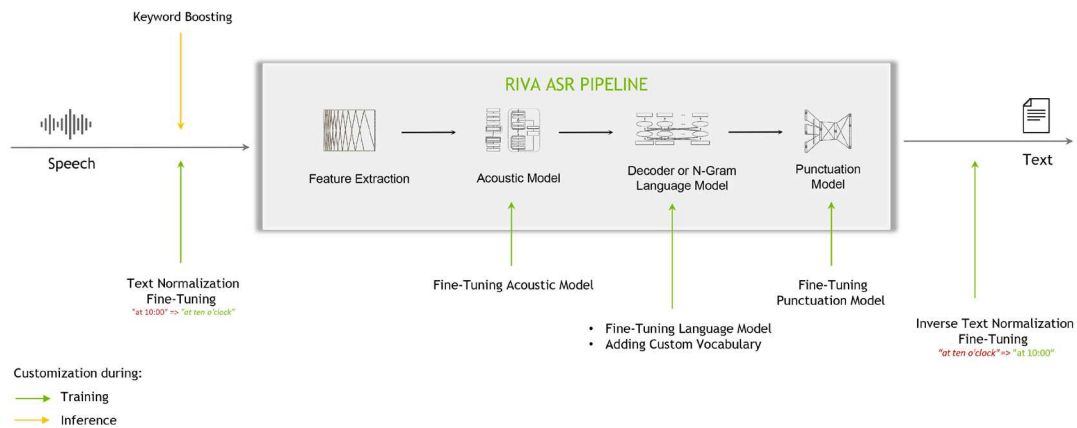 Keyword Boosting
RIVA ASR PIPELINE
Speech
Feature Extraction
Acoustic Model
Decoder or N-Gram
Language Model
Punctuation
Model
Text
Text Normalization
Fine-Tuning
"at 10:00" => "at ten o'clock"
Fine-Tuning Acoustic Model
• Fine-Tuning Language Model
• Adding Custom Vocabulary
Fine-Tuning
Punctuation Model
Inverse Text Normalization
Fine-Tuning
"at ten o'clock" => "at 10:00"
Customization during:
Training
Inference